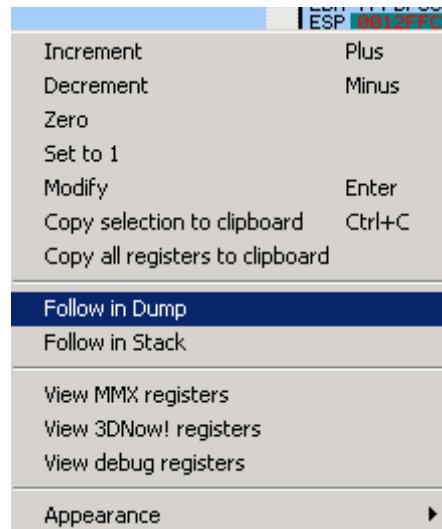 ESP 0012FFC
Increment Plus
Decrement Minus
Zero
Set to 1
Modify Enter
Copy selection to clipboard Ctrl+C
Copy all registers to clipboard
Follow in Dump
Follow in Stack
View MMX registers
View 3DNow! registers
View debug registers
Appearance